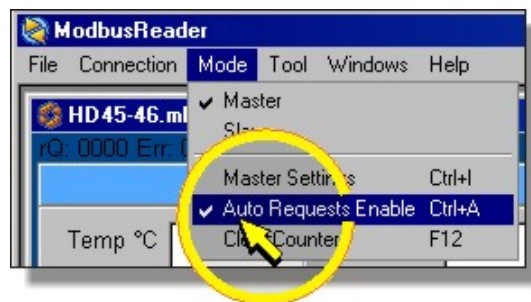 ModbusReader
File Connection Mode Tool Windows Help
Master
HD45-46.m
rQ: 0000 Err:
Master Settings Ctrl+I
Auto Requests Enable Ctrl+A
Temp °C
Counter F12